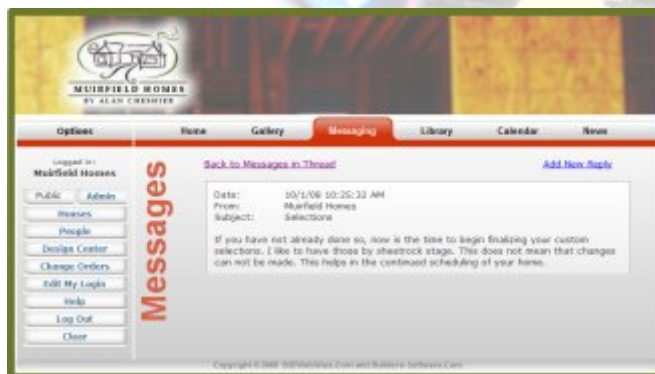 MUIRFIELD HOMES
BY ALAN CHESHIER
Options
Home
Gallery
Messaging
Library
Calendar
News
Logged in:
Muirfield Homes
Public
Admin
Houses
People
Design Center
Change Orders
Edit My Login
Help
Log Out
Clear
Messages
Back to Messages in Thread
Add New Reply
Date: 10/1/08 10:25:33 AM
From: Muirfield Homes
Subject: Selections
If you have not already done so, now is the time to begin finalizing your custom
selections. I like to have those by sheetrock stage. This does not mean that changes
can not be made. This helps in the continued scheduling of your home.